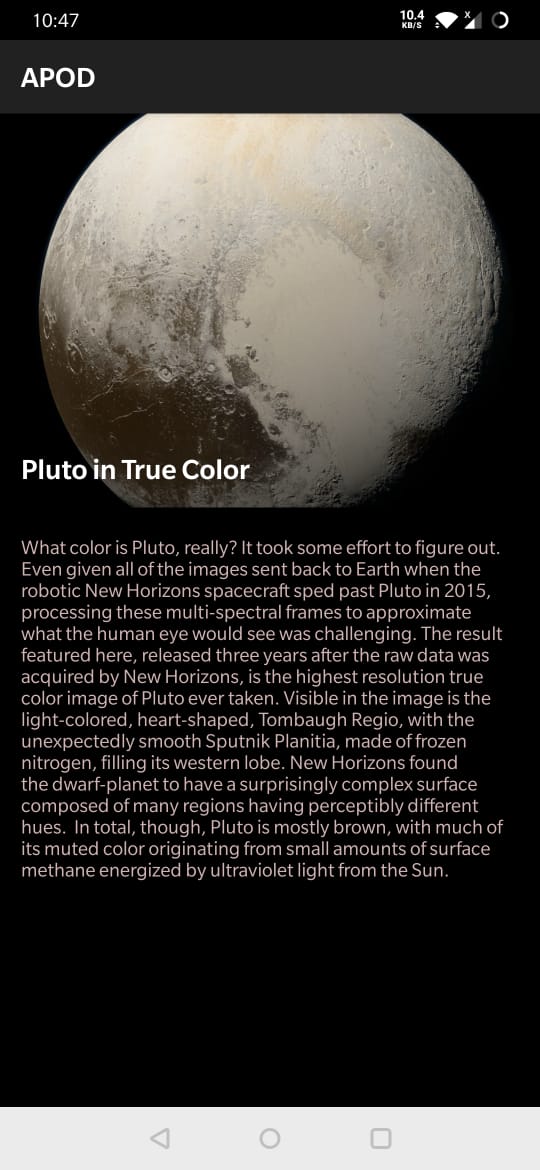 10:47
10.4
KB/S
X
APOD
Pluto in True Color
What color is Pluto, really? It took some effort to figure out.
Even given all of the images sent back to Earth when the
robotic New Horizons spacecraft sped past Pluto in 2015,
processing these multi-spectral frames to approximate
what the human eye would see was challenging. The result
featured here, released three years after the raw data was
acquired by New Horizons, is the highest resolution true
color image of Pluto ever taken. Visible in the image is the
light-colored, heart-shaped, Tombaugh Regio, with the
unexpectedly smooth Sputnik Planitia, made of frozen
nitrogen, filling its western lobe. New Horizons found
the dwarf-planet to have a surprisingly complex surface
composed of many regions having perceptibly different
hues.  In total, though, Pluto is mostly brown, with much of
its muted color originating from small amounts of surface
methane energized by ultraviolet light from the Sun.